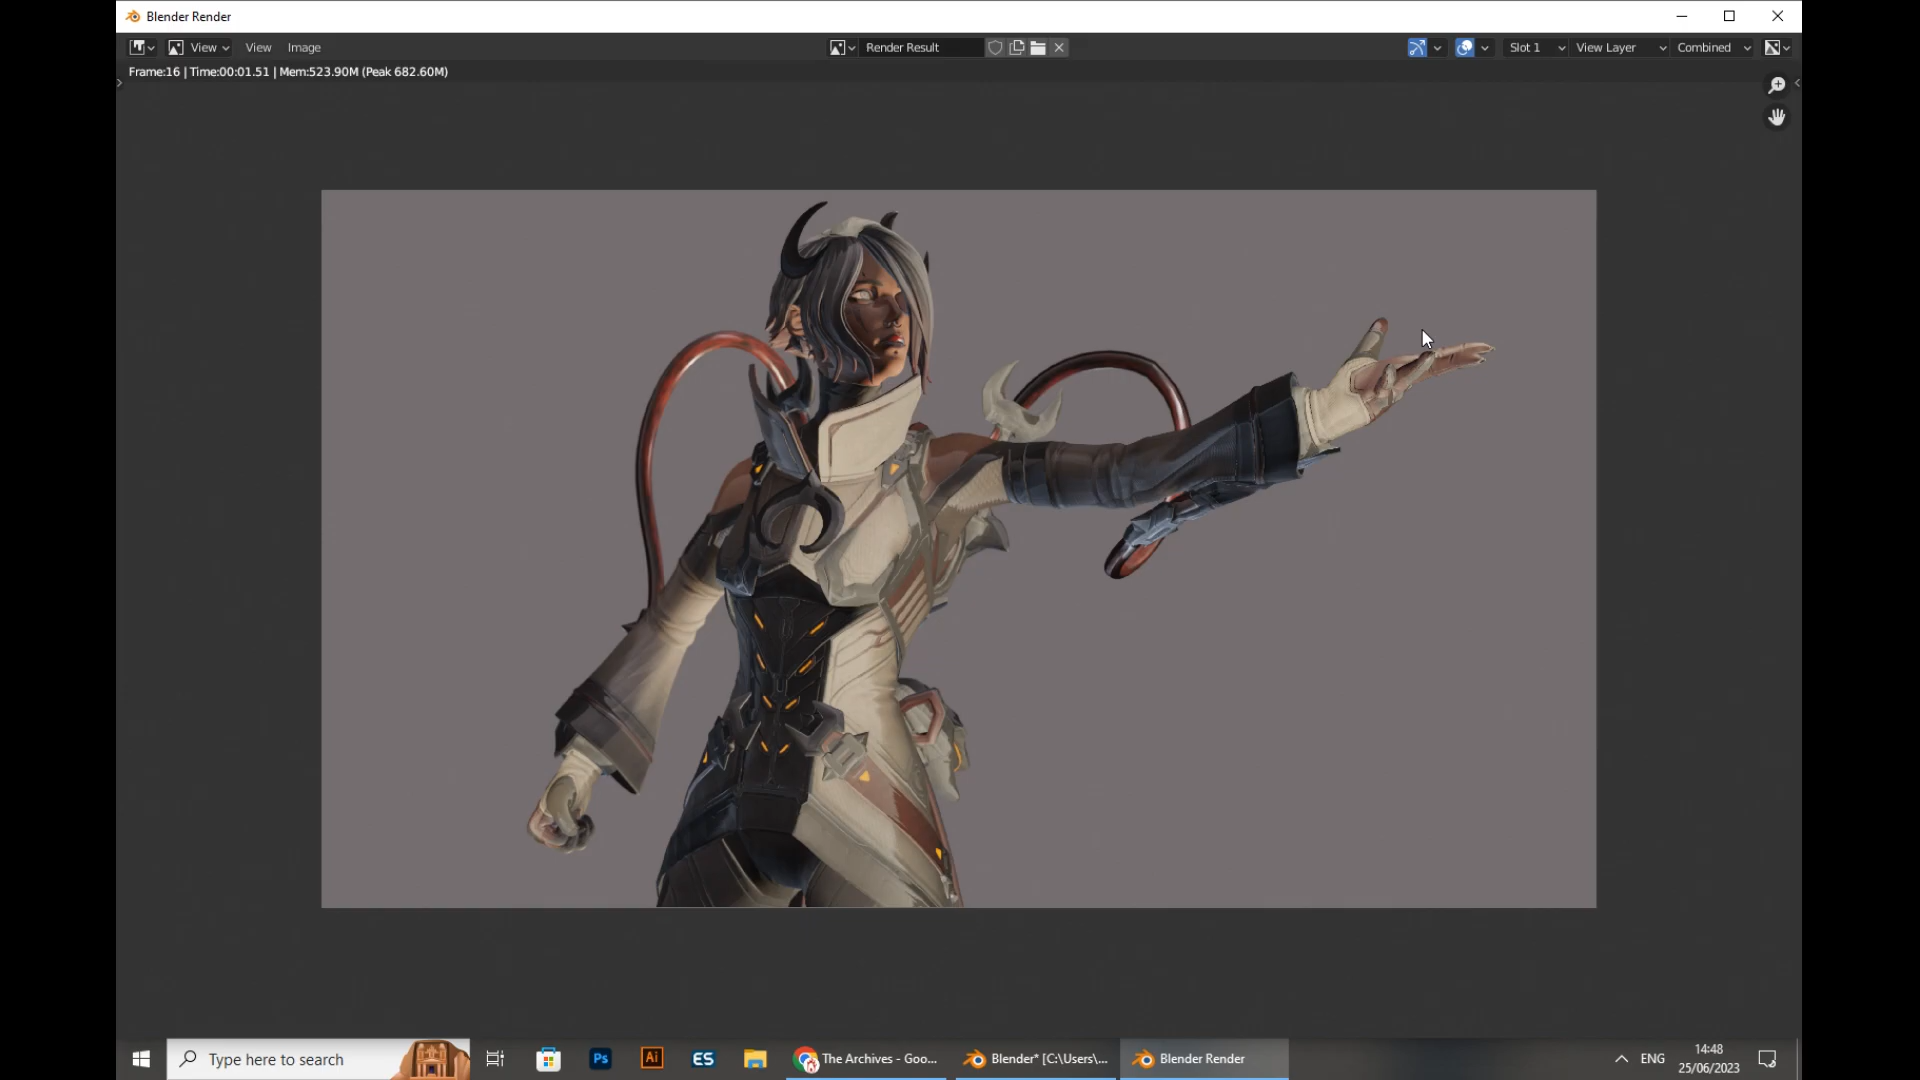 Blender Render
View View Image Render Result Slot 1 View Layer Combined
Frame:16 | Time:00:01.51 | Mem:523.90M (Peak 682.60M)
Type here to search Ps Ai ES The Archives - Goo... Blender* [C:\Users\... Blender Render ENG 14:48
25/06/2023